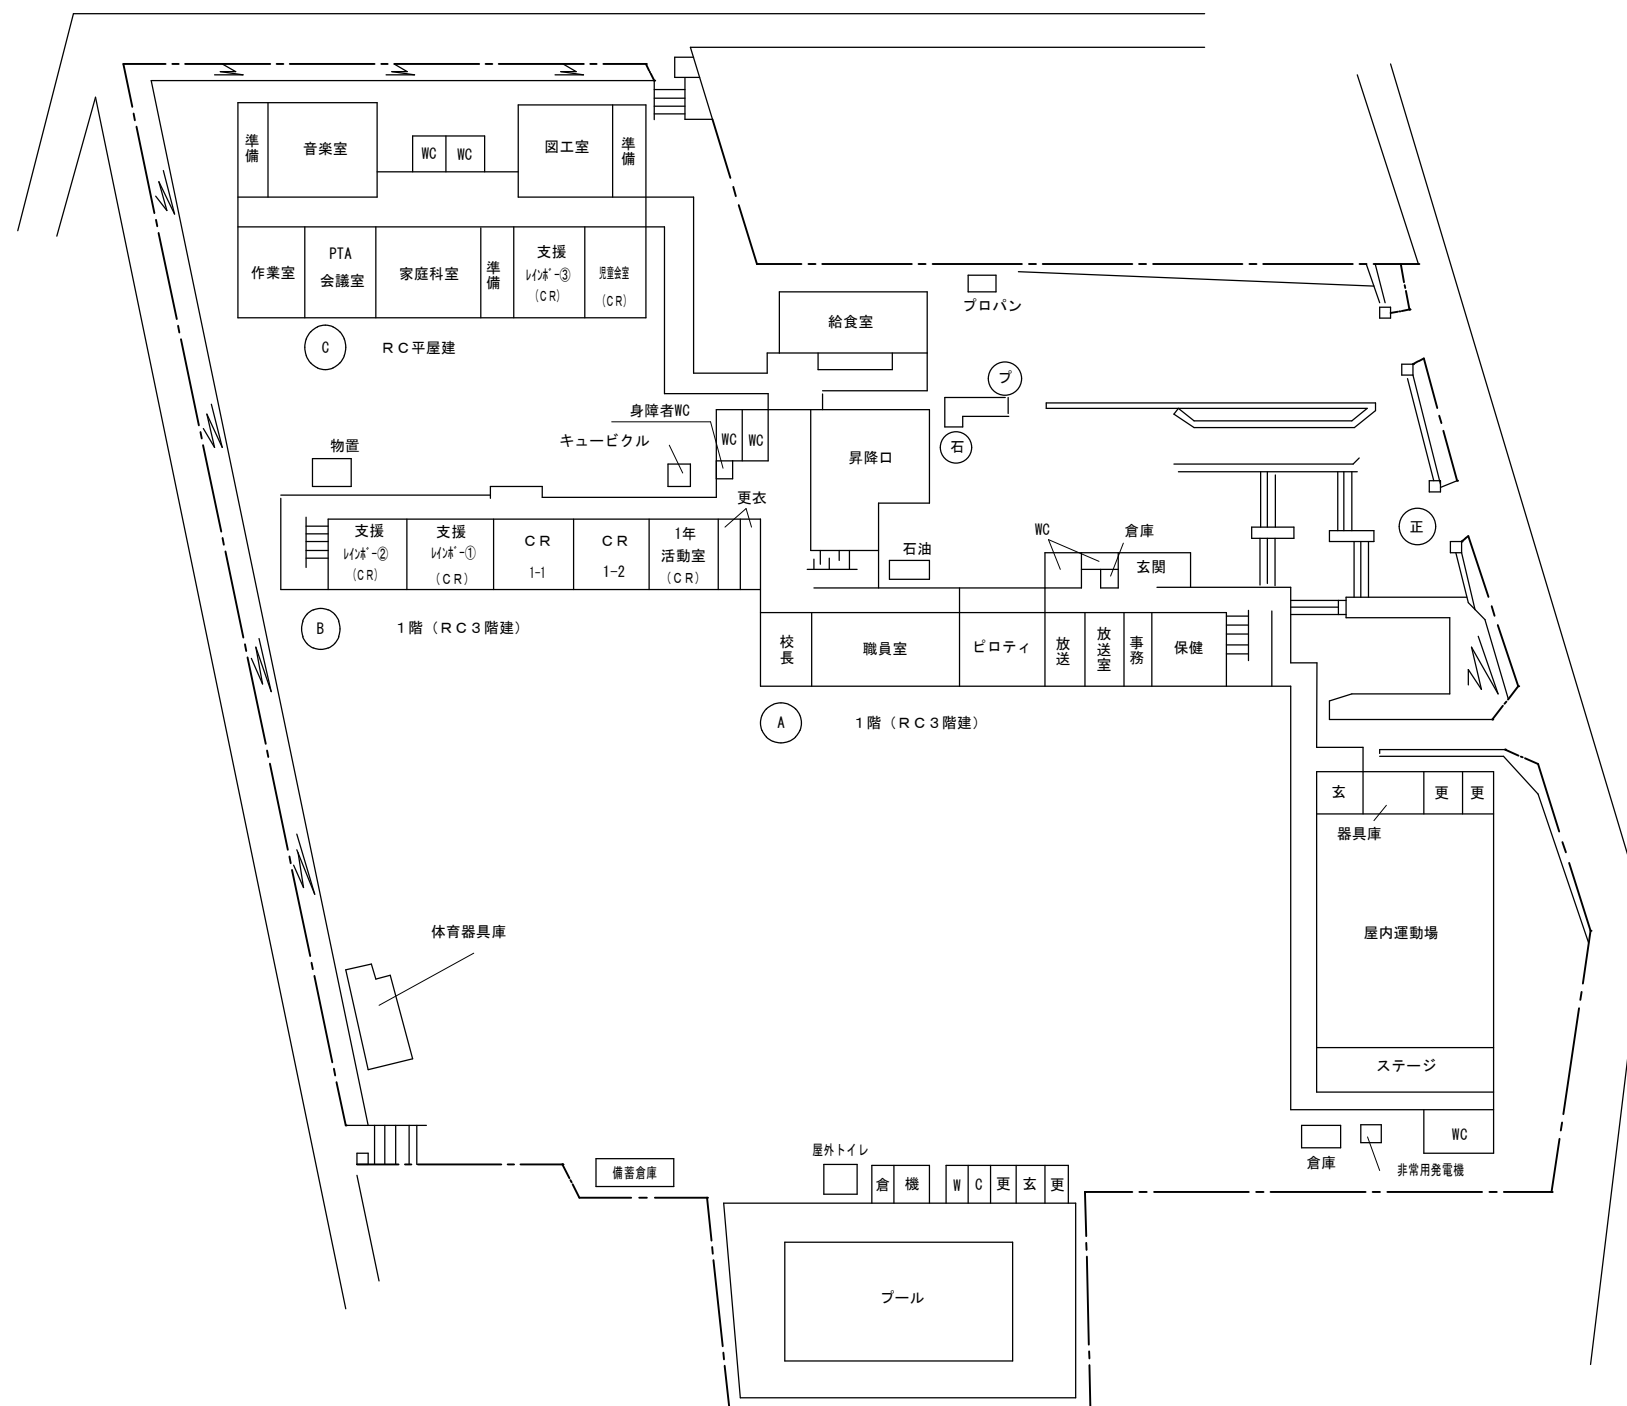 準備
音楽室
WC
WC
図工室
準備
作業室
PTA
会議室
家庭科室
準備
支援
ﾚｲﾝﾎﾞｰ③
(CR)
児童会室
(CR)
C
RC平屋建
給食室
プロパン
プ
石
身障者WC
キュービクル
WC
WC
昇降口
物置
更衣
支援
ﾚｲﾝﾎﾞｰ②
(CR)
支援
ﾚｲﾝﾎﾞｰ①
(CR)
CR
1-1
CR
1-2
1年
活動室
(CR)
石油
WC
倉庫
玄関
正
B
1階(RC3階建)
校長
職員室
ピロティ
放送
放送室
事務
保健
A
1階(RC3階建)
玄
更
更
器具庫
屋内運動場
ステージ
体育器具庫
WC
倉庫
非常用発電機
備蓄倉庫
屋外トイレ
倉
機
W
C
更
玄
更
プール